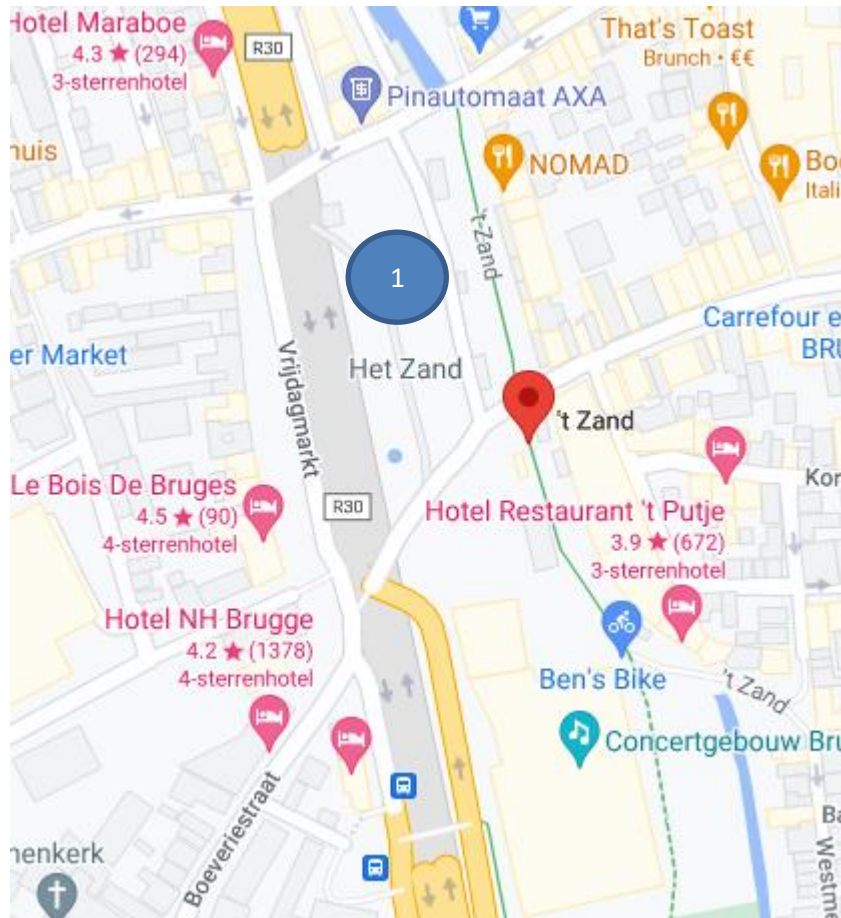 Hotel Maraboe
4.3 ★ (294)
3-sterrenhotel
R30
That's Toast
Brunch • €€
Pinautomaat AXA
NOMAD
Boe
Itali
huis
't-Zand
1
Carrefour e
BRU
er Market
Vrijdagmarkt
Het Zand
't Zand
Le Bois De Bruges
4.5 ★ (90)
4-sterrenhotel
R30
Kor
Hotel Restaurant 't Putje
3.9 ★ (672)
3-sterrenhotel
Hotel NH Brugge
4.2 ★ (1378)
4-sterrenhotel
Ben's Bike
't Zand
Concertgebouw Bru
Boeveriestraat
Ba
Westme
nenkerk